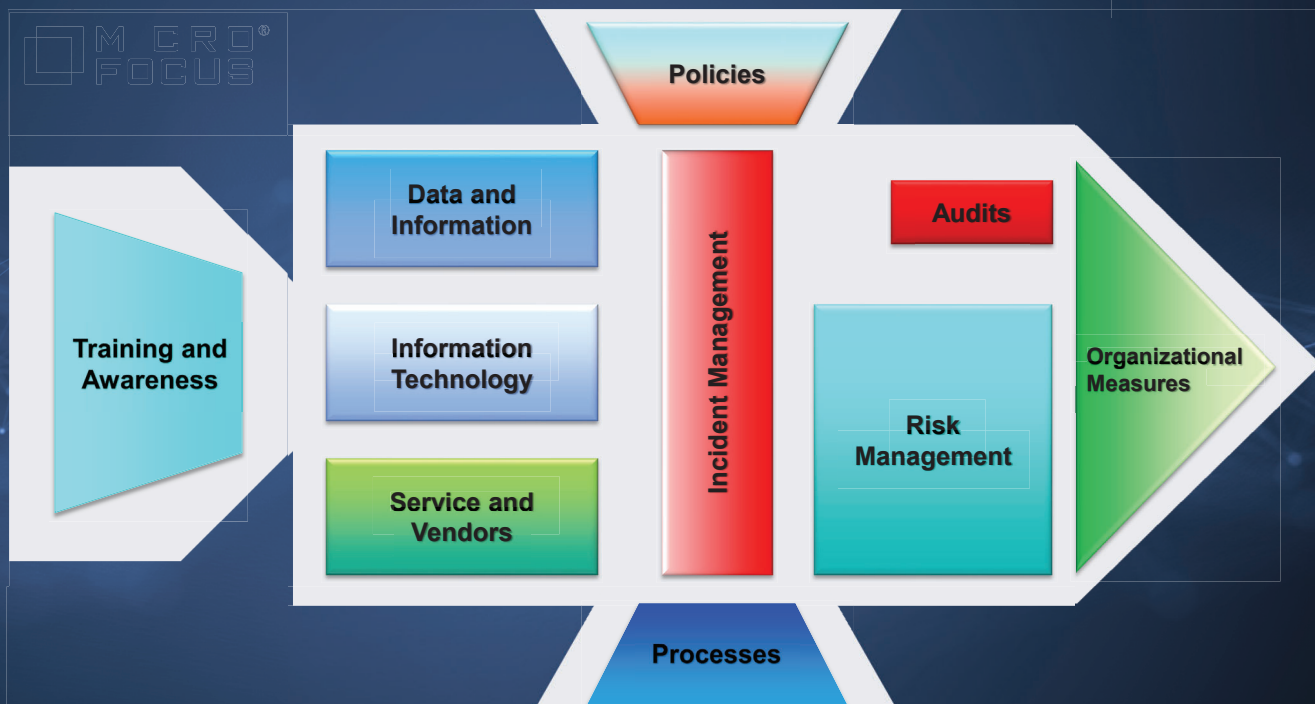 MICRO®
FOCUS
Policies
Data and
Information
Audits
Incident Management
Training and
Awareness
Information
Technology
Organizational
Measures
Risk
Management
Service and
Vendors
Processes